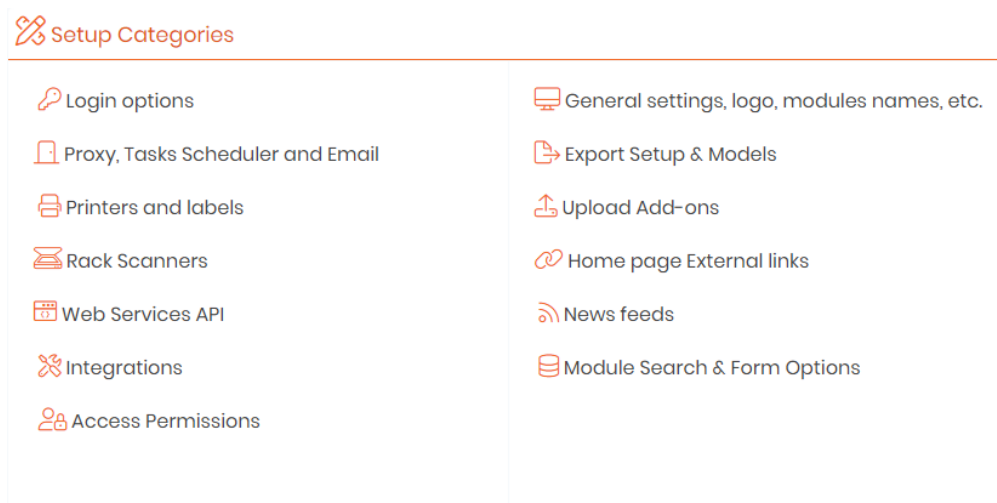 Setup Categories
Login options
Proxy, Tasks Scheduler and Email
Printers and labels
Rack Scanners
Web Services API
Integrations
Access Permissions
General settings, logo, modules names, etc.
Export Setup & Models
Upload Add-ons
Home page External links
News feeds
Module Search & Form Options